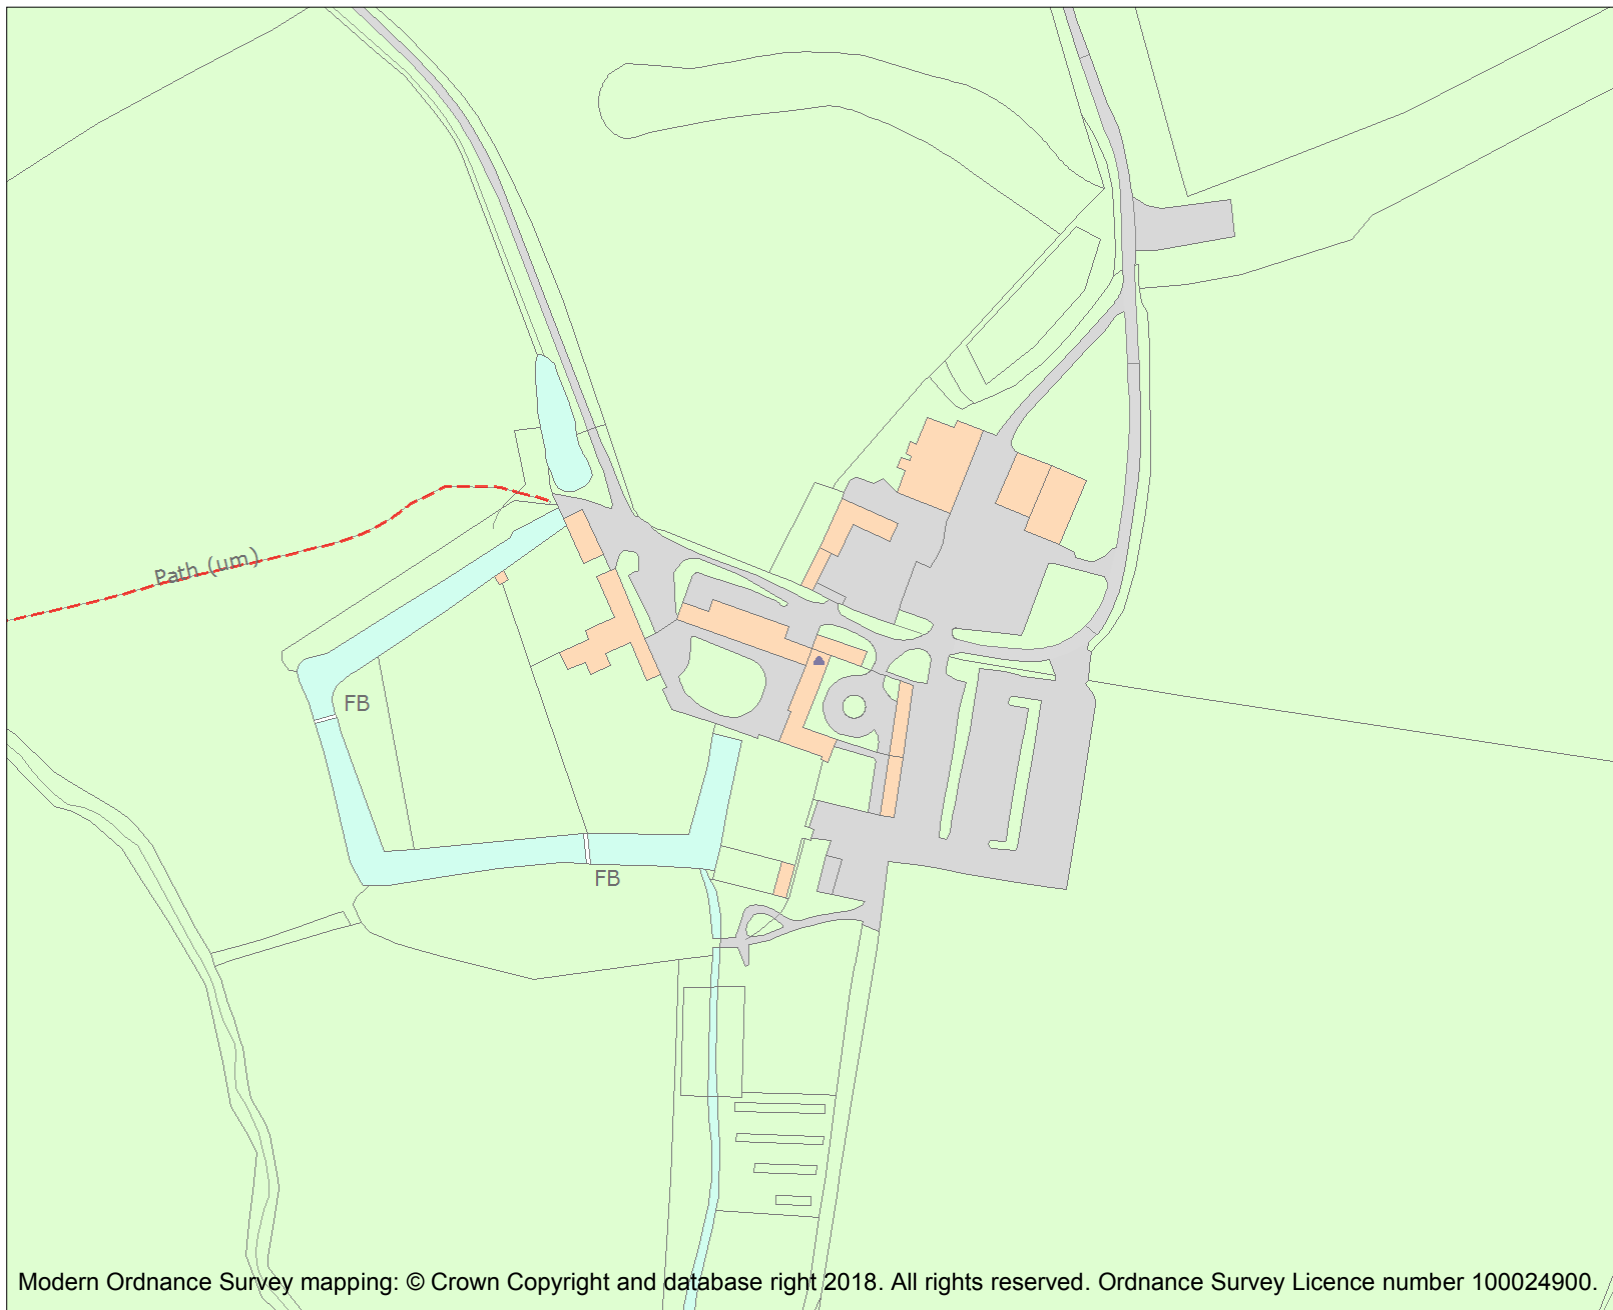 Path (um)
FB
FB
Modern Ordnance Survey mapping: © Crown Copyright and database right 2018. All rights reserved. Ordnance Survey Licence number 100024900.